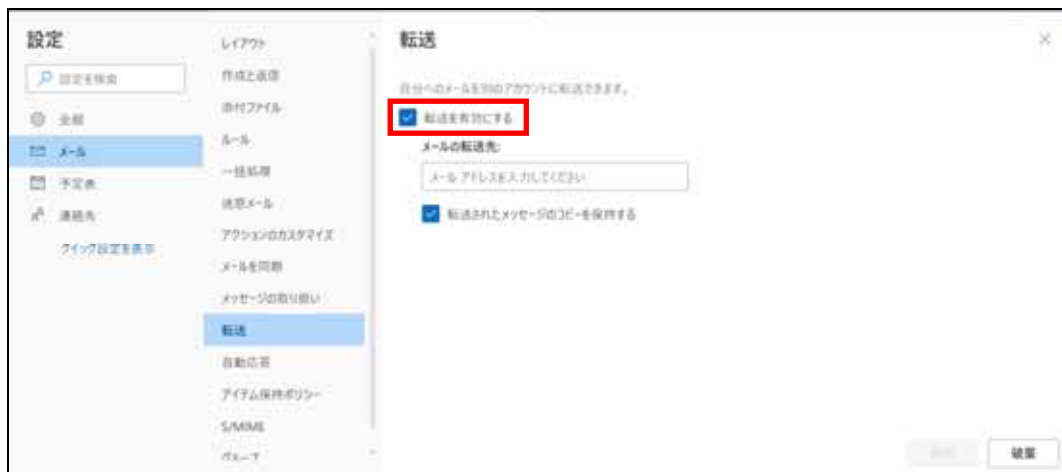 設定
設定を検索
全般
メール
予定表
連絡先
クイック設定を表示
レイアウト
作成と返信
添付ファイル
ルール
一括処理
迷惑メール
アクションのカスタマイズ
メールを同期
メッセージの取り扱い
転送
自動応答
アイテム保持ポリシー
S/MIME
グループ
転送
自分へのメールを別のアカウントに転送できます。
転送を有効にする
メールの転送先:
メール アドレスを入力してください
転送されたメッセージのコピーを保持する
破棄